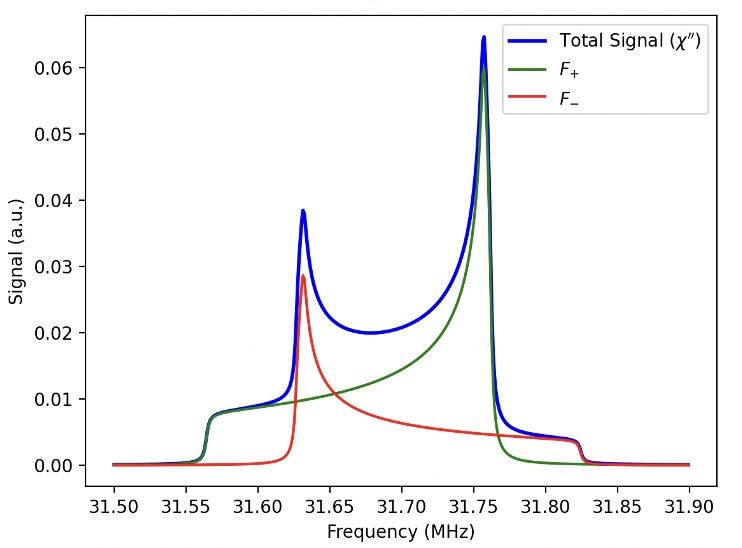 Total Signal (χ′′)
F₊
F₋
0.06
0.05
0.04
0.03
0.02
0.01
0.00
Signal (a.u.)
31.50 31.55 31.60 31.65 31.70 31.75 31.80 31.85 31.90
Frequency (MHz)